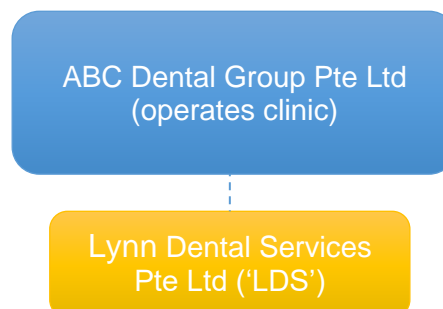 ABC Dental Group Pte Ltd
(operates clinic)
Lynn Dental Services
Pte Ltd (‘LDS’)